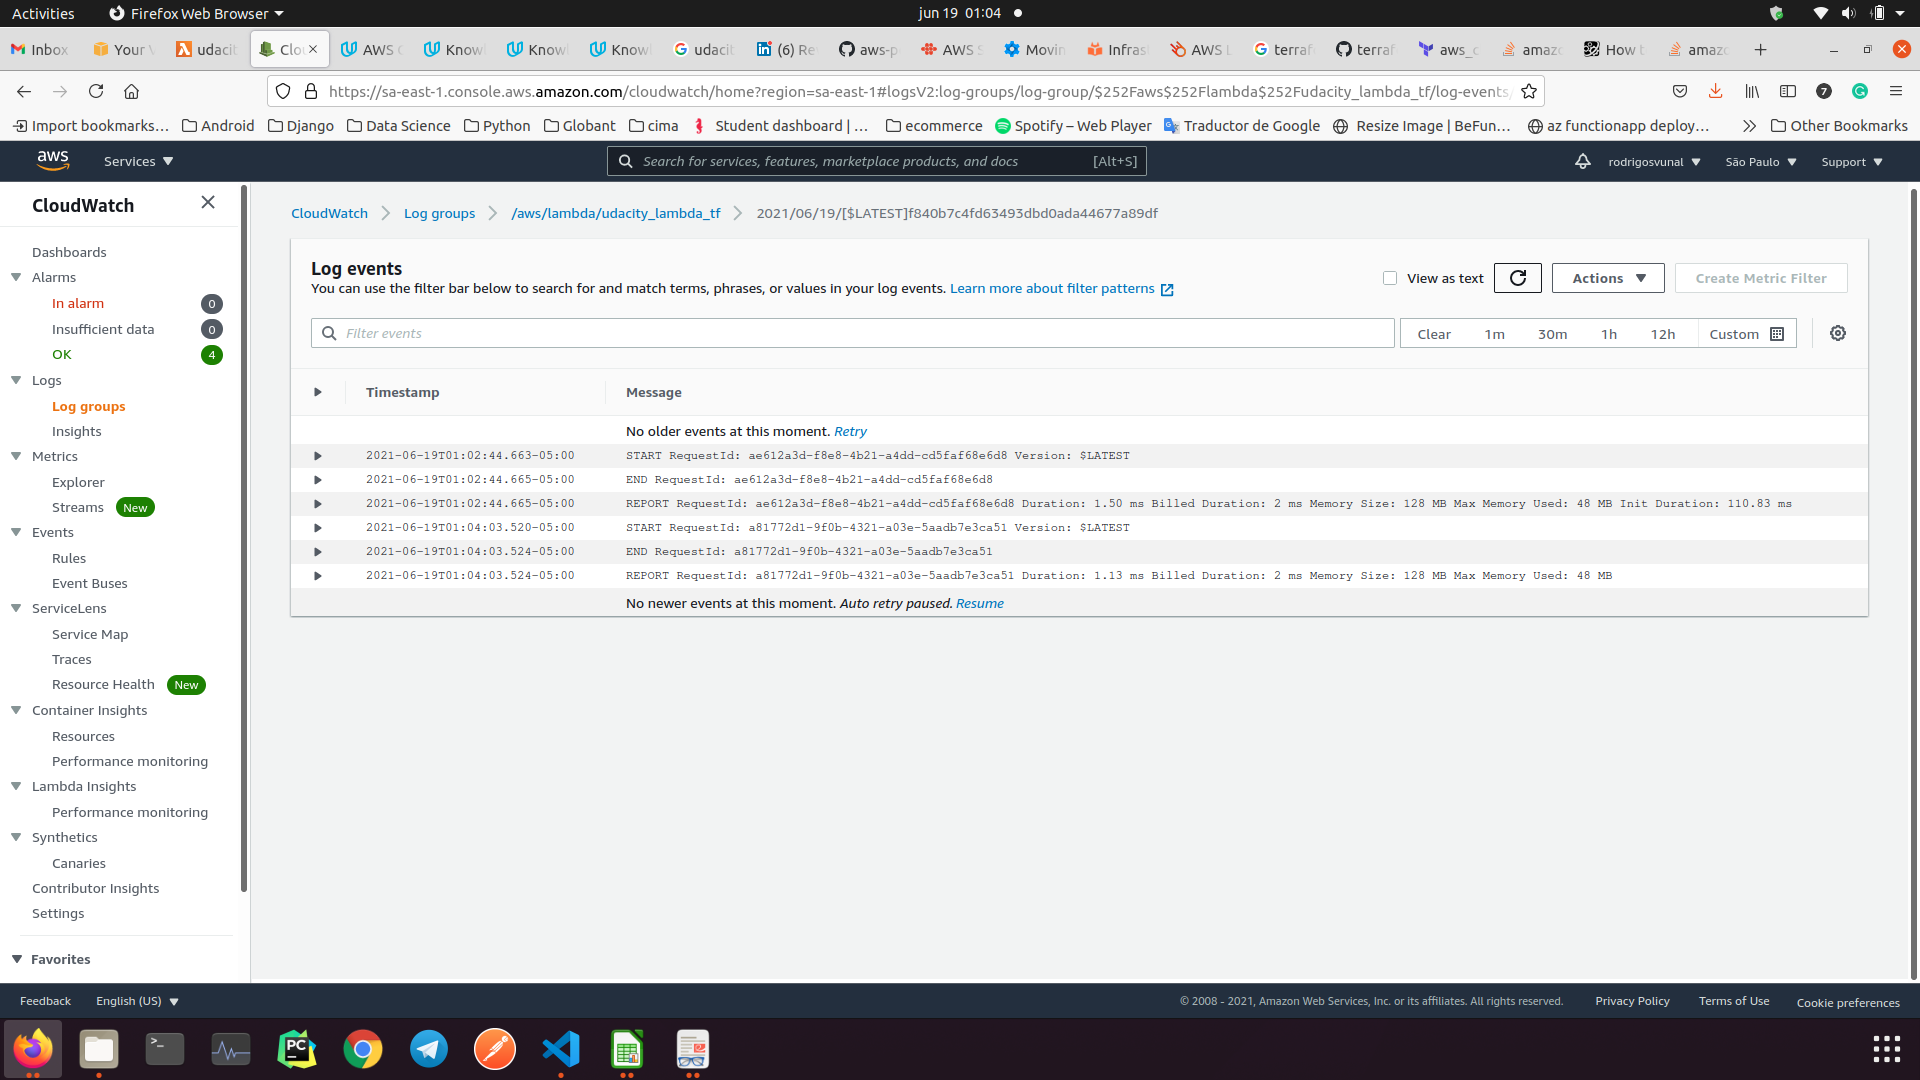 Activities
Firefox Web Browser
jun 19 01:04
Inbox
Your
udaci
Clo
AWS
Know
Know
Know
udacit
(6) Re
aws-p
AWS S
Movin
Infras
AWS L
terraf
terraf
aws_c
amazo
How t
amazo
https://sa-east-1.console.aws.amazon.com/cloudwatch/home?region=sa-east-1#logsV2:log-groups/log-group/$252Faws$252Flambda$252Fudacity_lambda_tf/log-events/
7
Import bookmarks...
Android
Django
Data Science
Python
Globant
cima
Student dashboard | ...
ecommerce
Spotify – Web Player
Traductor de Google
Resize Image | BeFun...
az functionapp deploy...
Other Bookmarks
aws
Services
Search for services, features, marketplace products, and docs
[Alt+S]
rodrigosvunal
São Paulo
Support
CloudWatch
Dashboards
Alarms
In alarm 0
Insufficient data 0
OK 4
Logs
Log groups
Insights
Metrics
Explorer
Streams New
Events
Rules
Event Buses
ServiceLens
Service Map
Traces
Resource Health New
Container Insights
Resources
Performance monitoring
Lambda Insights
Performance monitoring
Synthetics
Canaries
Contributor Insights
Settings
Favorites
CloudWatch
Log groups
/aws/lambda/udacity_lambda_tf
2021/06/19/[$LATEST]f840b7c4fd63493dbd0ada44677a89df
Log events
You can use the filter bar below to search for and match terms, phrases, or values in your log events. Learn more about filter patterns
View as text
Actions
Create Metric Filter
Filter events
Clear 1m 30m 1h 12h Custom
Timestamp Message
No older events at this moment. Retry
2021-06-19T01:02:44.663-05:00 START RequestId: ae612a3d-f8e8-4b21-a4dd-cd5faf68e6d8 Version: $LATEST
2021-06-19T01:02:44.665-05:00 END RequestId: ae612a3d-f8e8-4b21-a4dd-cd5faf68e6d8
2021-06-19T01:02:44.665-05:00 REPORT RequestId: ae612a3d-f8e8-4b21-a4dd-cd5faf68e6d8 Duration: 1.50 ms Billed Duration: 2 ms Memory Size: 128 MB Max Memory Used: 48 MB Init Duration: 110.83 ms
2021-06-19T01:04:03.520-05:00 START RequestId: a81772d1-9f0b-4321-a03e-5aadb7e3ca51 Version: $LATEST
2021-06-19T01:04:03.524-05:00 END RequestId: a81772d1-9f0b-4321-a03e-5aadb7e3ca51
2021-06-19T01:04:03.524-05:00 REPORT RequestId: a81772d1-9f0b-4321-a03e-5aadb7e3ca51 Duration: 1.13 ms Billed Duration: 2 ms Memory Size: 128 MB Max Memory Used: 48 MB
No newer events at this moment. Auto retry paused. Resume
Feedback
English (US)
© 2008 - 2021, Amazon Web Services, Inc. or its affiliates. All rights reserved.
Privacy Policy
Terms of Use
Cookie preferences
>_
PC